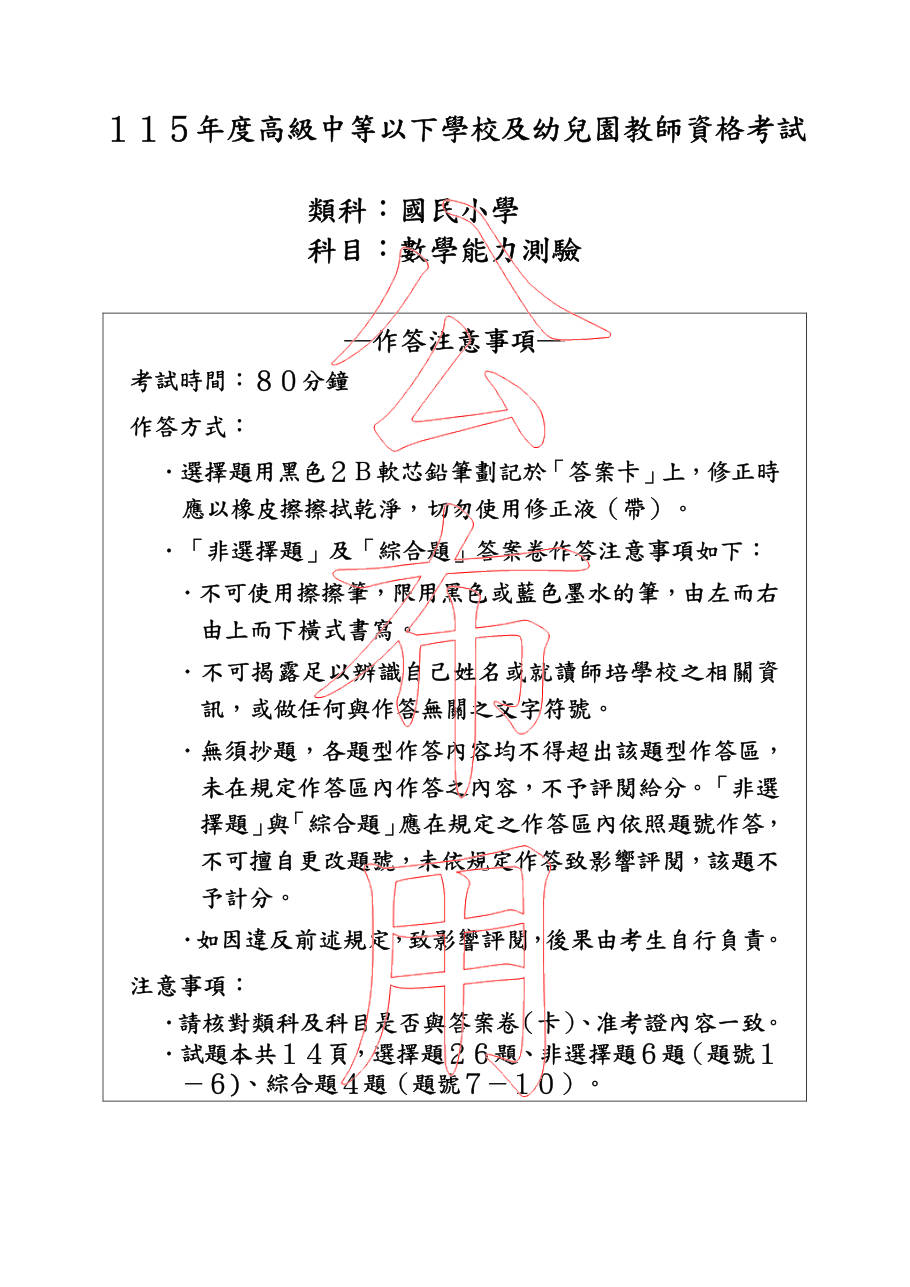 １１５年度高級中等以下學校及幼兒園教師資格考試
類科：國民小學
科目：數學能力測驗
—作答注意事項—
考試時間：８０分鐘
作答方式：
．選擇題用黑色２Ｂ軟芯鉛筆劃記於「答案卡」上，修正時
應以橡皮擦擦拭乾淨，切勿使用修正液（帶）。
．「非選擇題」及「綜合題」答案卷作答注意事項如下：
．不可使用擦擦筆，限用黑色或藍色墨水的筆，由左而右
由上而下橫式書寫。
．不可揭露足以辨識自己姓名或就讀師培學校之相關資
訊，或做任何與作答無關之文字符號。
．無須抄題，各題型作答內容均不得超出該題型作答區，
未在規定作答區內作答之內容，不予評閱給分。「非選
擇題」與「綜合題」應在規定之作答區內依照題號作答，
不可擅自更改題號，未依規定作答致影響評閱，該題不
予計分。
．如因違反前述規定，致影響評閱，後果由考生自行負責。
注意事項：
．請核對類科及科目是否與答案卷（卡）、准考證內容一致。
．試題本共１４頁，選擇題２６題、非選擇題６題（題號１
－６）、綜合題４題（題號７－１０）。
公布用